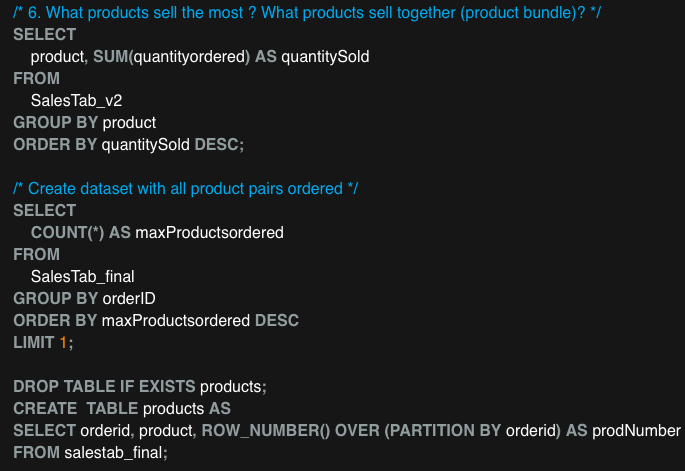 /* 6. What products sell the most ? What products sell together (product bundle)? */
SELECT
product, SUM(quantityordered) AS quantitySold
FROM
SalesTab_v2
GROUP BY product
ORDER BY quantitySold DESC;
/* Create dataset with all product pairs ordered */
SELECT
COUNT(*) AS maxProductsordered
FROM
SalesTab_final
GROUP BY orderID
ORDER BY maxProductsordered DESC
LIMIT 1;
DROP TABLE IF EXISTS products;
CREATE TABLE products AS
SELECT orderid, product, ROW_NUMBER() OVER (PARTITION BY orderid) AS prodNumber
FROM salestab_final;